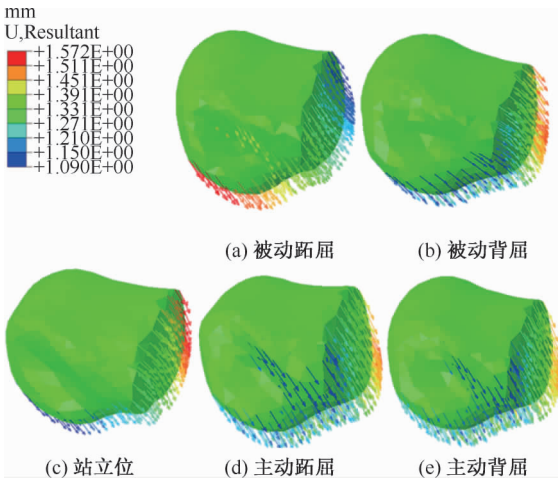 mm
U,Resultant
+1.572E+00
+1.511E+00
+1.451E+00
+1.391E+00
+1.331E+00
+1.271E+00
+1.210E+00
+1.150E+00
+1.090E+00
(a) 被动跖屈
(b) 被动背屈
(c) 站立位
(d) 主动跖屈
(e) 主动背屈